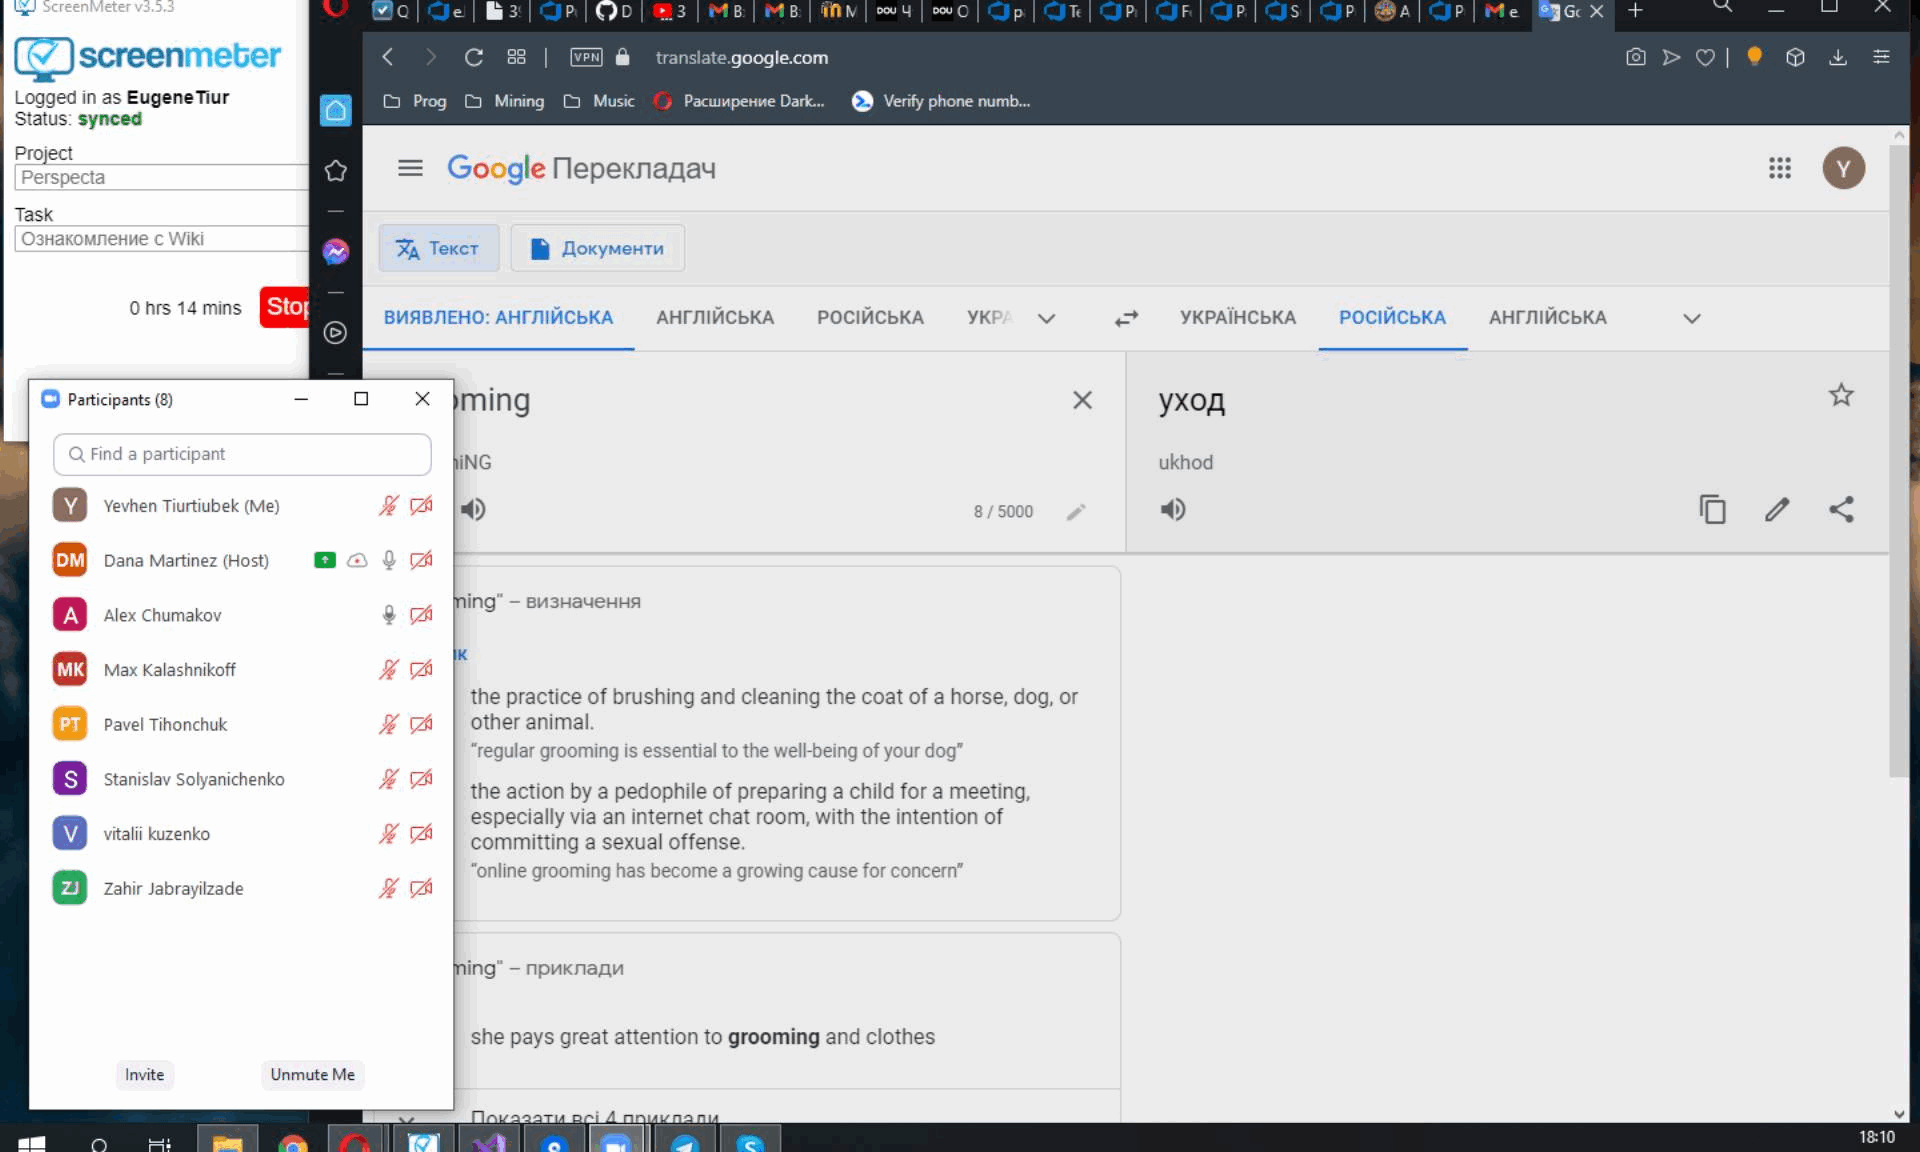 ScreenMeter v3.5.3
screenmeter
Logged in as EugeneTiur
Status: synced
Project
Perspecta
Task
Ознакомление с Wiki
0 hrs 14 mins
Stop
Participants (8)
Find a participant
Y Yevhen Tiurtiubek (Me)
DM Dana Martinez (Host)
A Alex Chumakov
MK Max Kalashnikoff
PT Pavel Tihonchuk
S Stanislav Solyanichenko
V vitalii kuzenko
ZJ Zahir Jabrayilzade
Invite Unmute Me
VPN translate.google.com
Prog Mining Music Расширение Dark... Verify phone numb...
Google Перекладач
Y
Текст Документи
ВИЯВЛЕНО: АНГЛІЙСЬКА АНГЛІЙСЬКА РОСІЙСЬКА УКРА УКРАЇНСЬКА РОСІЙСЬКА АНГЛІЙСЬКА
oming
уход
iNG
ukhod
8 / 5000
ming" – визначення
the practice of brushing and cleaning the coat of a horse, dog, or
other animal.
"regular grooming is essential to the well-being of your dog"
the action by a pedophile of preparing a child for a meeting,
especially via an internet chat room, with the intention of
committing a sexual offense.
"online grooming has become a growing cause for concern"
ming" – приклади
she pays great attention to grooming and clothes
Показати всі 4 приклади
18:10